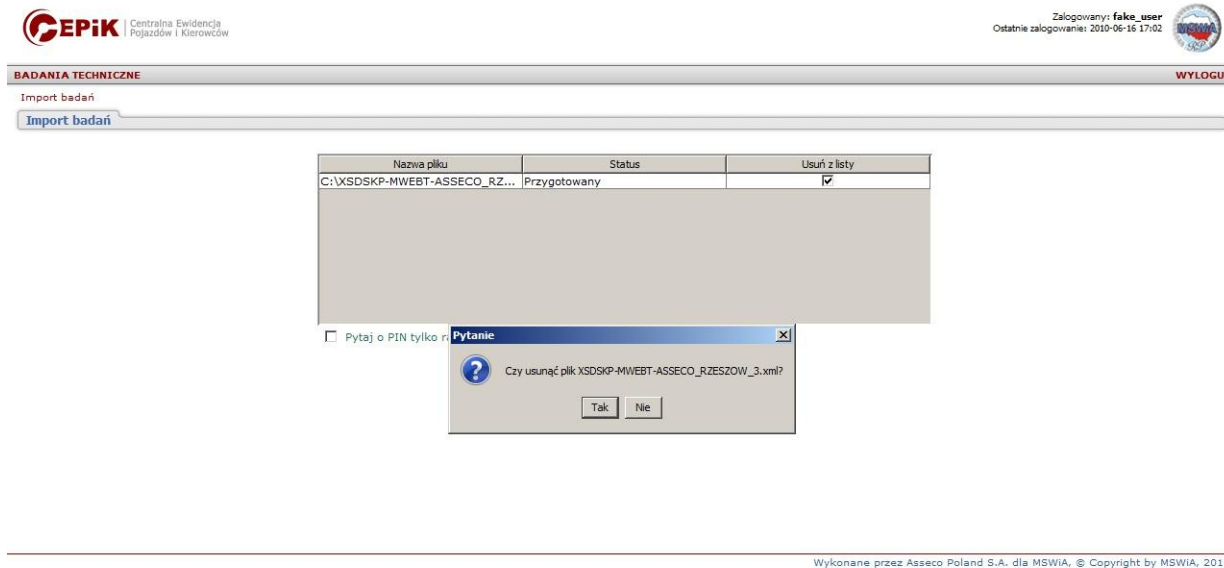 CEPiK Centralna Ewidencja
Pojazdów i Kierowców
Zalogowany: fake_user
Ostatnie zalogowanie: 2010-06-16 17:02
MSWiA
RP
BADANIA TECHNICZNE WYLOGU
Import badań
Import badań
Nazwa pliku Status Usuń z listy
C:\XSDSKP-MWEBT-ASSECO_RZ... Przygotowany
Pytaj o PIN tylko r
Pytanie
Czy usunąć plik XSDSKP-MWEBT-ASSECO_RZESZOW_3.xml?
Tak Nie
Wykonane przez Asseco Poland S.A. dla MSWiA, © Copyright by MSWiA, 201